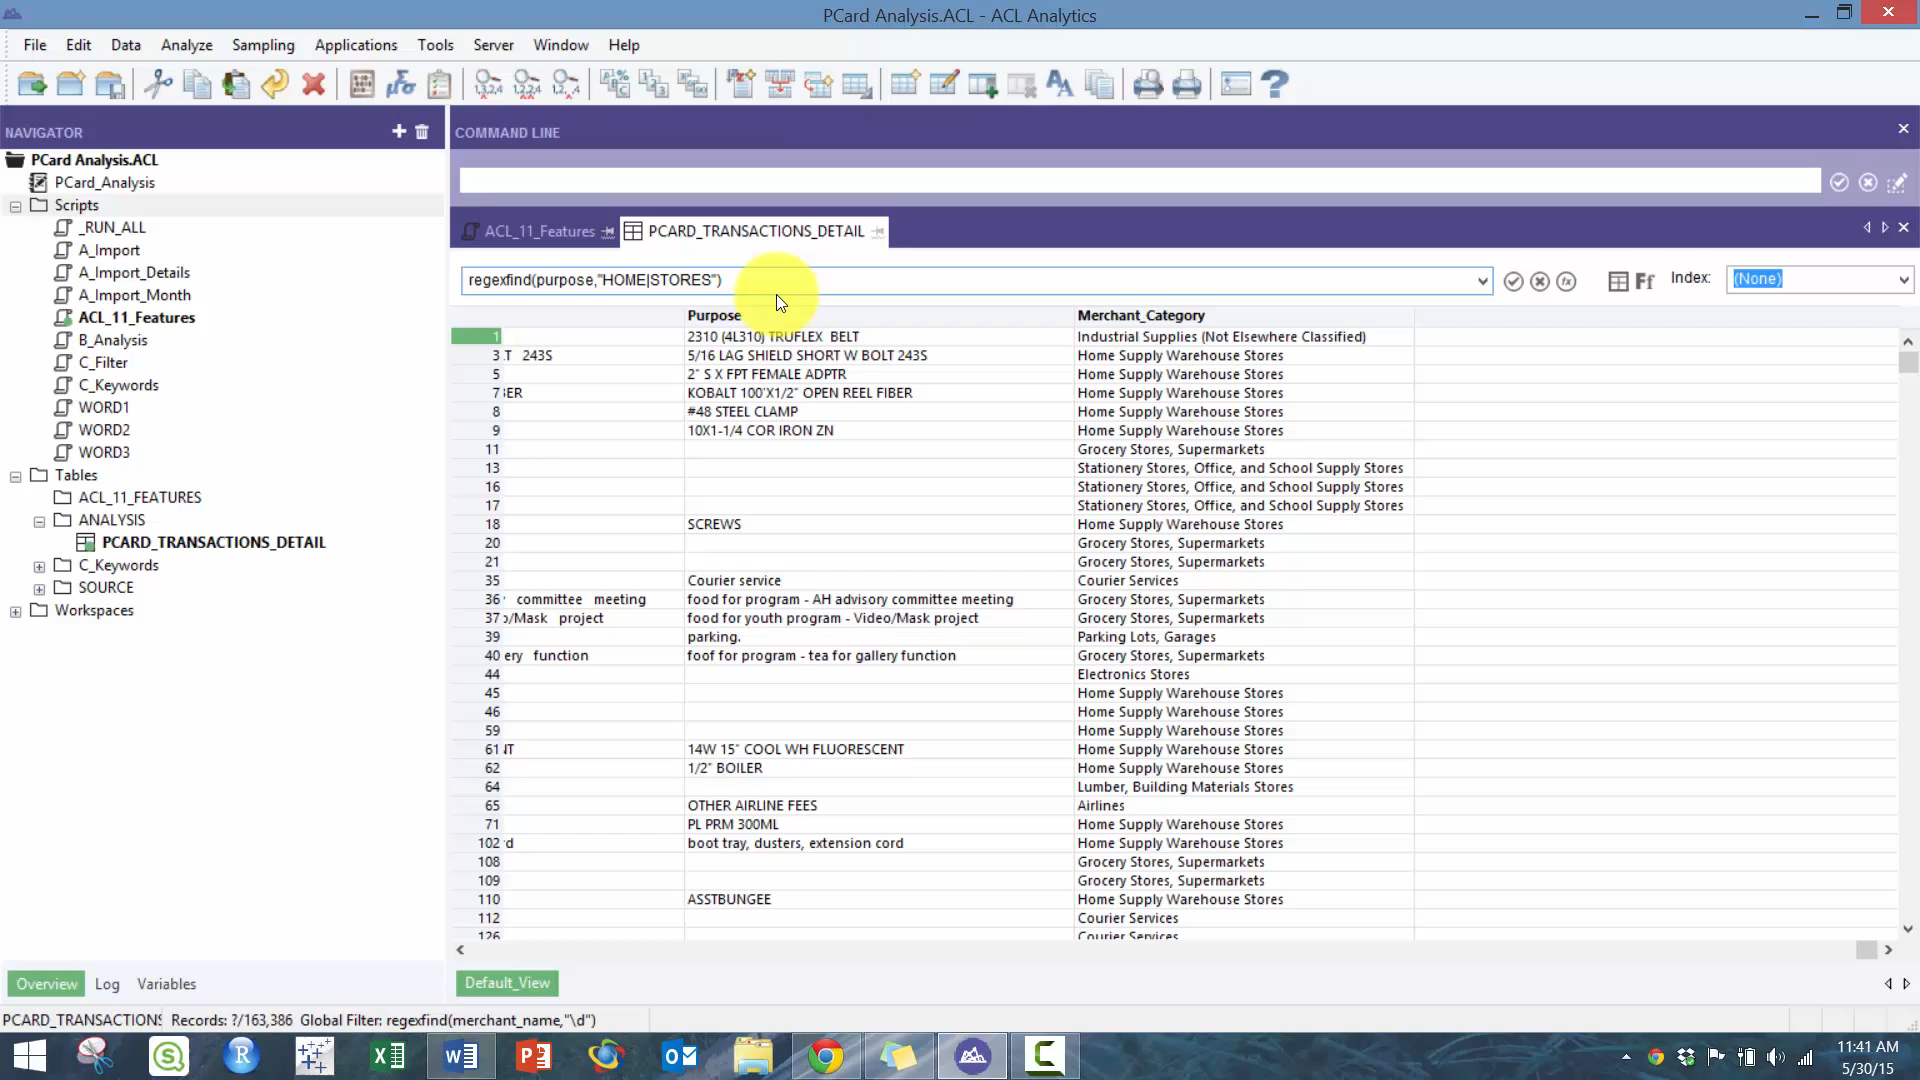 PCard Analysis.ACL - ACL Analytics
File Edit Data Analyze Sampling Applications Tools Server Window Help
NAVIGATOR
PCard Analysis.ACL
PCard_Analysis
Scripts
_RUN_ALL
A_Import
A_Import_Details
A_Import_Month
ACL_11_Features
B_Analysis
C_Filter
C_Keywords
WORD1
WORD2
WORD3
Tables
ACL_11_FEATURES
ANALYSIS
PCARD_TRANSACTIONS_DETAIL
C_Keywords
SOURCE
Workspaces
Overview Log Variables
COMMAND LINE
ACL_11_Features PCARD_TRANSACTIONS_DETAIL
regexfind(purpose,"HOME|STORES") Index: (None)
Purpose Merchant_Category
1 2310 (4L310) TRUFLEX BELT Industrial Supplies (Not Elsewhere Classified)
3 .T 243S 5/16 LAG SHIELD SHORT W BOLT 243S Home Supply Warehouse Stores
5 2" S X FPT FEMALE ADPTR Home Supply Warehouse Stores
7 BER KOBALT 100'X1/2" OPEN REEL FIBER Home Supply Warehouse Stores
8 #48 STEEL CLAMP Home Supply Warehouse Stores
9 10X1-1/4 COR IRON ZN Home Supply Warehouse Stores
11 Grocery Stores, Supermarkets
13 Stationery Stores, Office, and School Supply Stores
16 Stationery Stores, Office, and School Supply Stores
17 Stationery Stores, Office, and School Supply Stores
18 SCREWS Home Supply Warehouse Stores
20 Grocery Stores, Supermarkets
21 Grocery Stores, Supermarkets
35 Courier service Courier Services
36 committee meeting food for program - AH advisory committee meeting Grocery Stores, Supermarkets
37 o/Mask project food for youth program - Video/Mask project Grocery Stores, Supermarkets
39 parking. Parking Lots, Garages
40 ery function foof for program - tea for gallery function Grocery Stores, Supermarkets
44 Electronics Stores
45 Home Supply Warehouse Stores
46 Home Supply Warehouse Stores
59 Home Supply Warehouse Stores
61 NT 14W 15" COOL WH FLUORESCENT Home Supply Warehouse Stores
62 1/2" BOILER Home Supply Warehouse Stores
64 Lumber, Building Materials Stores
65 OTHER AIRLINE FEES Airlines
71 PL PRM 300ML Home Supply Warehouse Stores
102 d boot tray, dusters, extension cord Home Supply Warehouse Stores
108 Grocery Stores, Supermarkets
109 Grocery Stores, Supermarkets
110 ASSTBUNGEE Home Supply Warehouse Stores
112 Courier Services
126 Courier Services
Default_View
PCARD_TRANSACTIONS Records: ?/163,386 Global Filter: regexfind(merchant_name,"\d")
11:41 AM
5/30/15